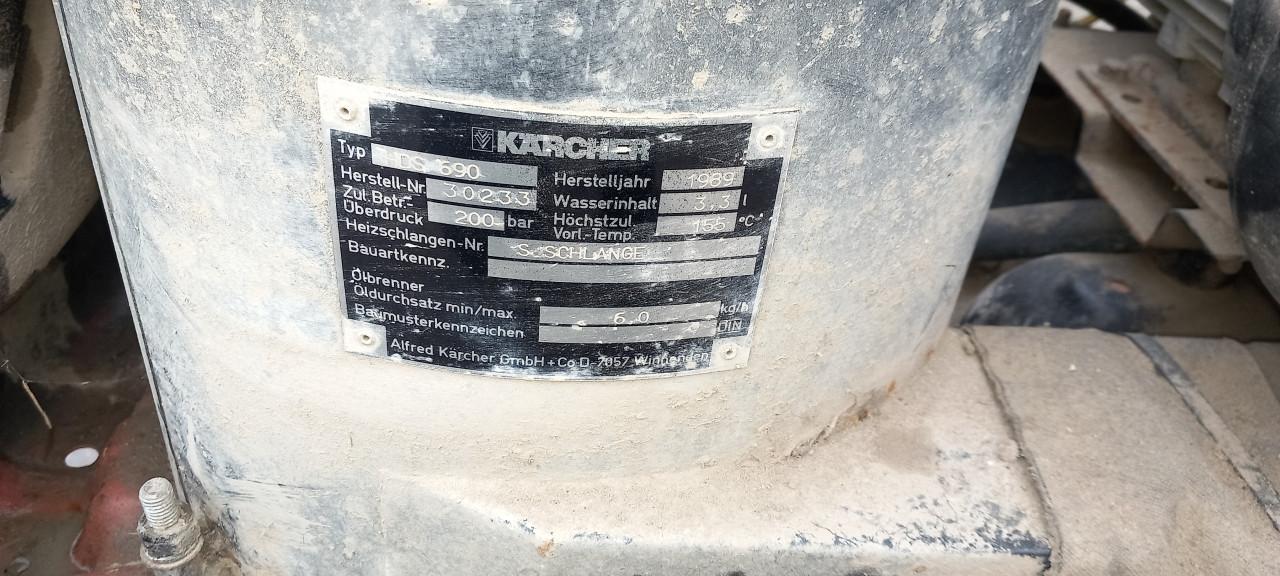 KÄRCHER
Typ HDS 690
Herstell-Nr. 30233
Zul.Betr.-
Überdruck 200 bar
Heizschlangen-Nr. S.SCHLANGE
Bauartkennz.
Herstelljahr 1989
Wasserinhalt 3,3 l
Höchstzul.
Vorl.-Temp. 155 °C
Ölbrenner
Öldurchsatz min/max. 6.0 kg/h
Baumusterkennzeichen DIN
Alfred Kärcher GmbH + Co D-7057 Winnenden